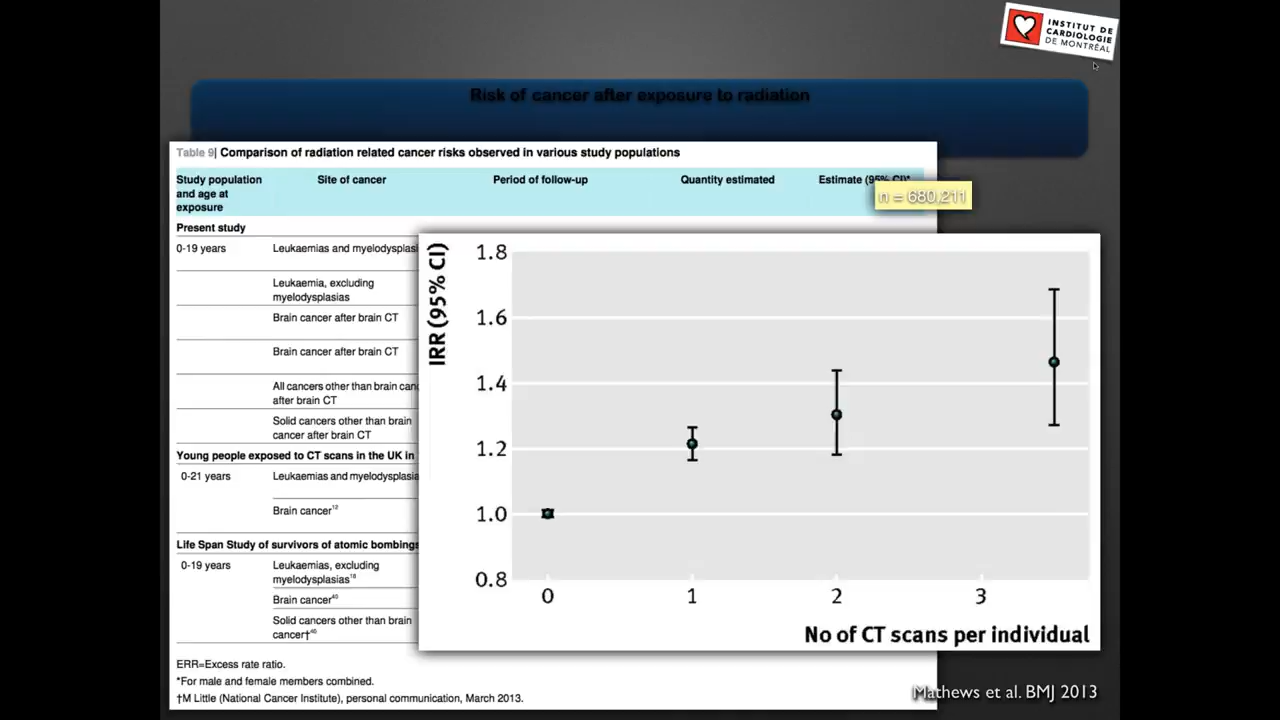 INSTITUT DE
CARDIOLOGIE
DE MONTRÉAL
Risk of cancer after exposure to radiation
Table 9| Comparison of radiation related cancer risks observed in various study populations
Study population and age at exposure
Site of cancer
Period of follow-up
Quantity estimated
Estimate (95% CI)*
n = 680,211
Present study
0-19 years
Leukaemias and myelodysplasi
Leukaemia, excluding
myelodysplasias
Brain cancer after brain CT
Brain cancer after brain CT
All cancers other than brain canc
after brain CT
Solid cancers other than brain
cancer after brain CT
Young people exposed to CT scans in the UK in
0-21 years
Leukaemias and myelodysplasia
Brain cancer12
Life Span Study of survivors of atomic bombings
0-19 years
Leukaemias, excluding
Brain cancer40
Solid cancers other than brain
ERR=Excess rate ratio.
*For male and female members combined.
†M Little (National Cancer Institute), personal communication, March 2013.
IRR (95% CI)
1.8
1.6
1.4
1.2
1.0
0.8
0
1
2
3
No of CT scans per individual
Mathews et al. BMJ 2013